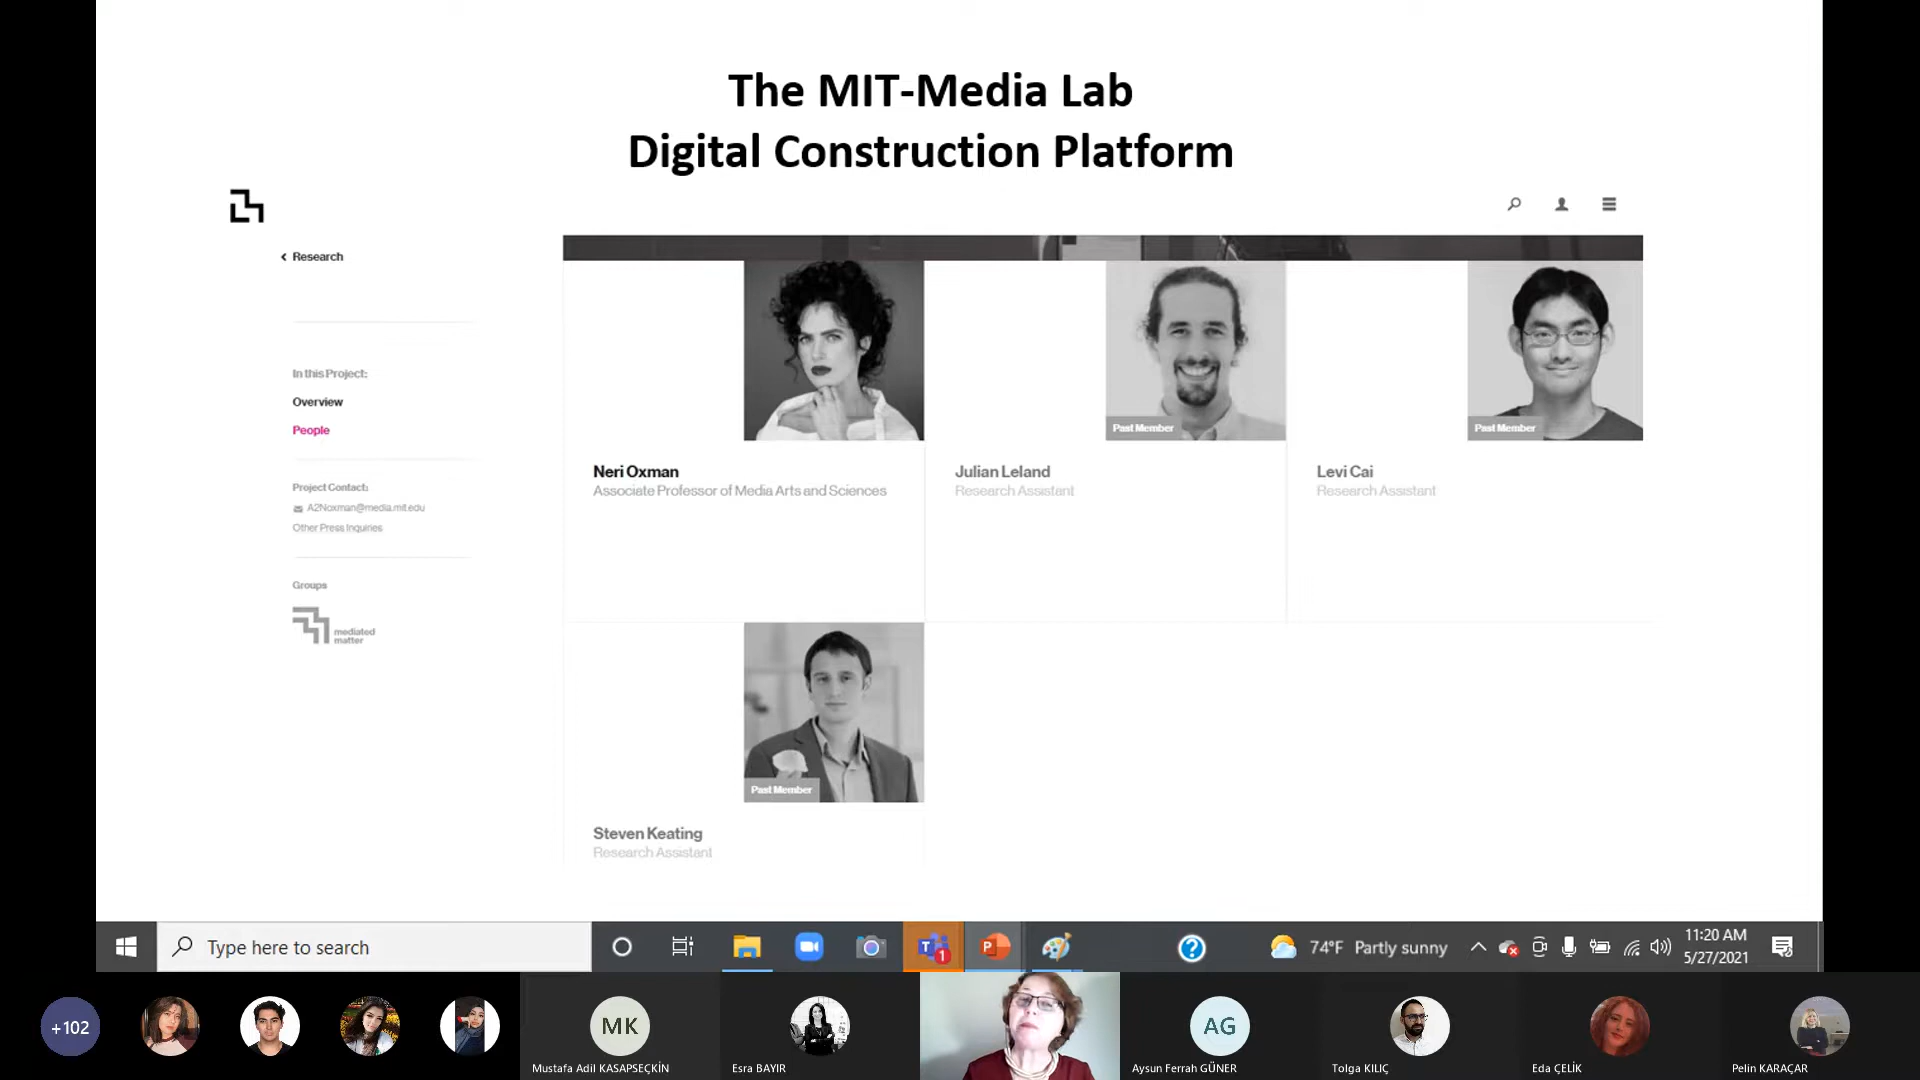 The MIT-Media Lab
Digital Construction Platform
Research
In this Project:
Overview
People
Project Contact:
A2Noxman@media.mit.edu
Other Press Inquiries
Groups
mediated
matter
Past Member
Past Member
Neri Oxman
Associate Professor of Media Arts and Sciences
Julian Leland
Research Assistant
Levi Cai
Research Assistant
Past Member
Steven Keating
Research Assistant
Type here to search
T
1
P
?
74°F Partly sunny
11:20 AM
5/27/2021
+102
MK
AG
Mustafa Adil KASAPSEÇKİN
Esra BAYIR
Aysun Ferrah GÜNER
Tolga KILIÇ
Eda ÇELİK
Pelin KARAÇAR